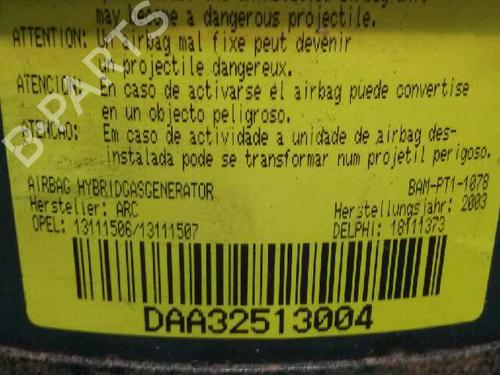 may become a dangerous projectile.
ATTENTION: Un airbag mal fixe peut devenir
un projectile dangereux.
ATENCION: En caso de activarse el airbag puede convertise
en un objecto peligroso.
ATENCAO: Em caso de actividade a unidade de airbag des-
instalada pode se transformar num projetil perigoso.
AIRBAG HYBRIDGASGENERATOR BAM-PT1-1078
Hersteller: ARC Herstellungsjahr: 2003
OPEL: 13111506/13111507 DELPHI: 18111373
DAA32513004
B-PARTS